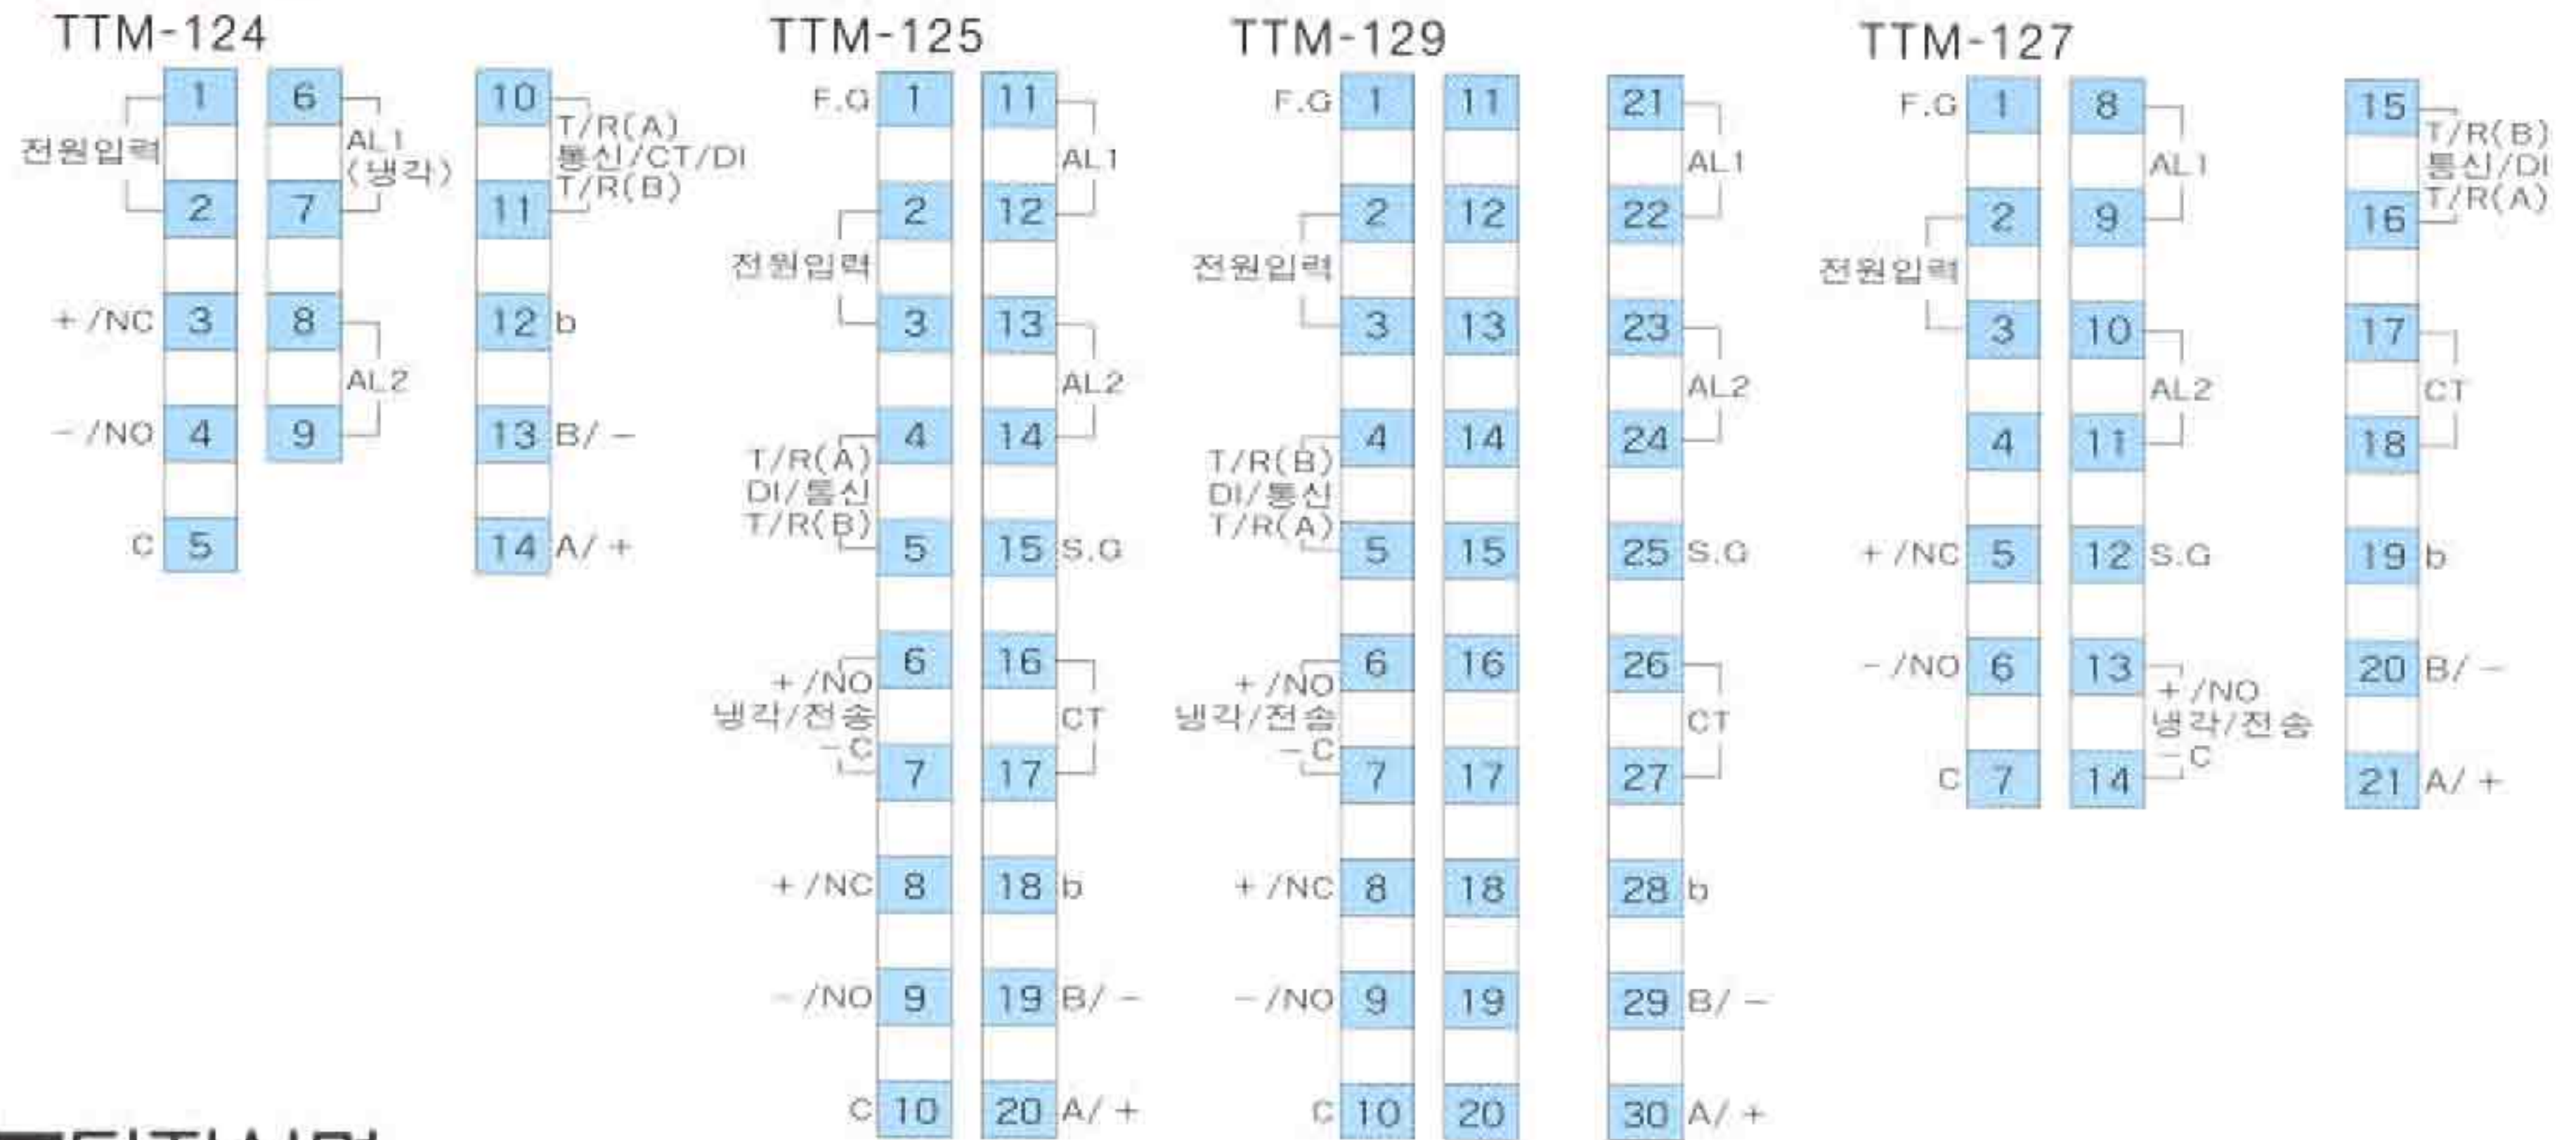 TTM-124
1 6 10
전원입력
AL1
(냉각)
T/R(A)
통신/CT/DI
T/R(B)
2 7 11
+/NC 3 8 12 b
AL2
-/NO 4 9 13 B/-
C 5 14 A/+
TTM-125
F.G 1 11
AL1
2 12
전원입력
3 13
AL2
4 14
T/R(A)
DI/통신
T/R(B)
5 15 S.G
6 16
+/NO
냉각/전송
CT
-C
7 17
+/NC 8 18 b
-/NO 9 19 B/-
C 10 20 A/+
TTM-129
F.G 1 11 21
AL1
2 12 22
전원입력
3 13 23
AL2
4 14 24
T/R(B)
DI/통신
T/R(A)
5 15 25 S.G
6 16 26
+/NO
냉각/전송
CT
-C
7 17 27
+/NC 8 18 28 b
-/NO 9 19 29 B/-
C 10 20 30 A/+
TTM-127
F.G 1 8 15
AL1
T/R(B)
통신/DI
T/R(A)
2 9 16
전원입력
3 10 17
AL2
CT
4 11 18
+/NC 5 12 S.G 19 b
-/NO 6 13 20 B/-
+/NO
냉각/전송
-C
C 7 14 21 A/+